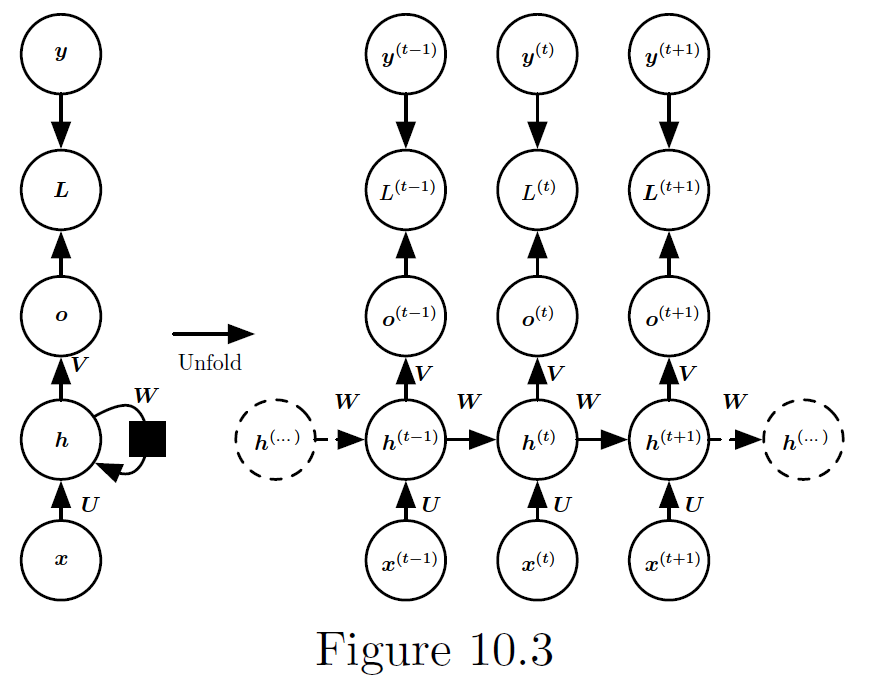 y y^(t−1) y^(t) y^(t+1)
L L^(t−1) L^(t) L^(t+1)
o o^(t−1) o^(t) o^(t+1)
Unfold
V V V V
W W W W W
h h^(...) h^(t−1) h^(t) h^(t+1) h^(...)
U U U U
x x^(t−1) x^(t) x^(t+1)
Figure 10.3